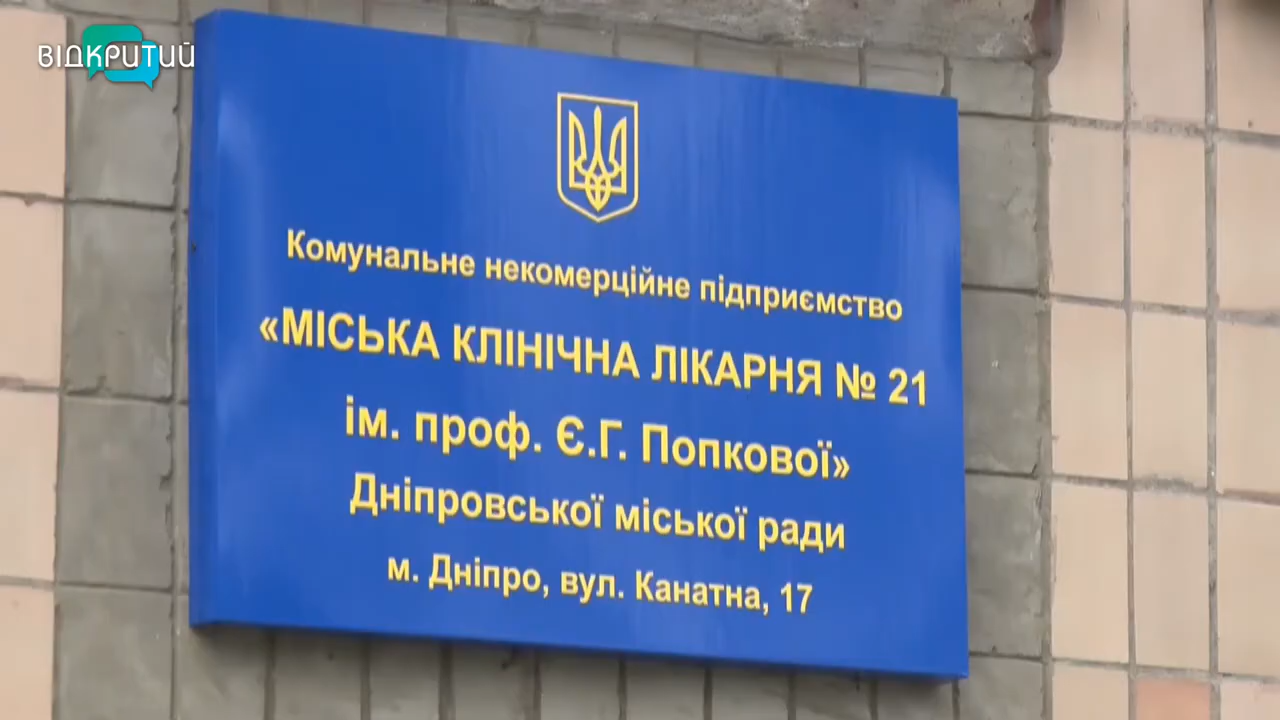 ВІДКРИТИЙ
Комунальне некомерційне підприємство
«МІСЬКА КЛІНІЧНА ЛІКАРНЯ № 21
ім. проф. Є.Г. Попкової»
Дніпровської міської ради
м. Дніпро, вул. Канатна, 17